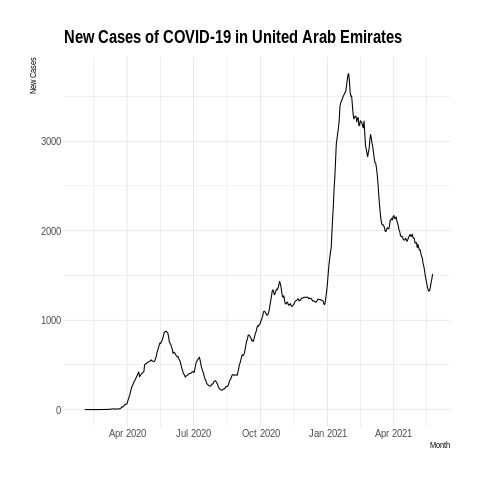 New Cases of COVID-19 in United Arab Emirates
New Cases
3000
2000
1000
0
Apr 2020 Jul 2020 Oct 2020 Jan 2021 Apr 2021
Month